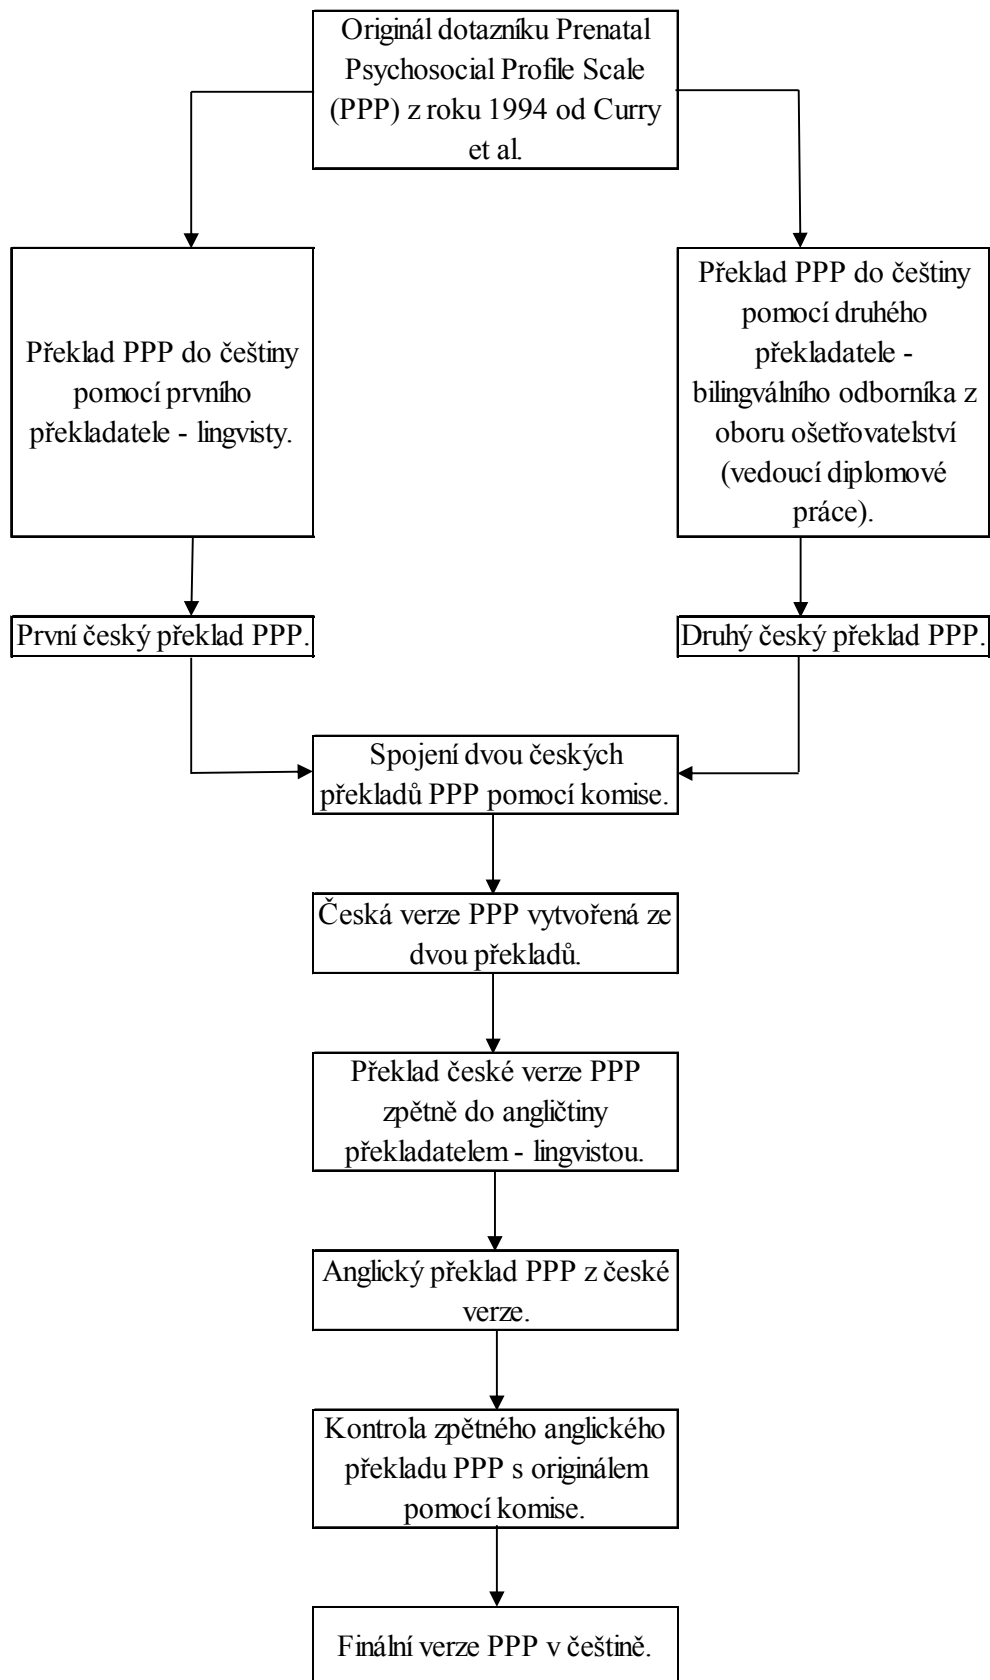 Originál dotazníku Prenatal
Psychosocial Profile Scale
(PPP) z roku 1994 od Curry
et al.
Překlad PPP do češtiny
pomocí prvního
překladatele - lingvisty.
Překlad PPP do češtiny
pomocí druhého
překladatele -
bilingválního odborníka z
oboru ošetřovatelství
(vedoucí diplomové
práce).
První český překlad PPP.
Druhý český překlad PPP.
Spojení dvou českých
překladů PPP pomocí komise.
Česká verze PPP vytvořená ze
dvou překladů.
Překlad české verze PPP
zpětně do angličtiny
překladatelem - lingvistou.
Anglický překlad PPP z české
verze.
Kontrola zpětného anglického
překladu PPP s originálem
pomocí komise.
Finální verze PPP v češtině.